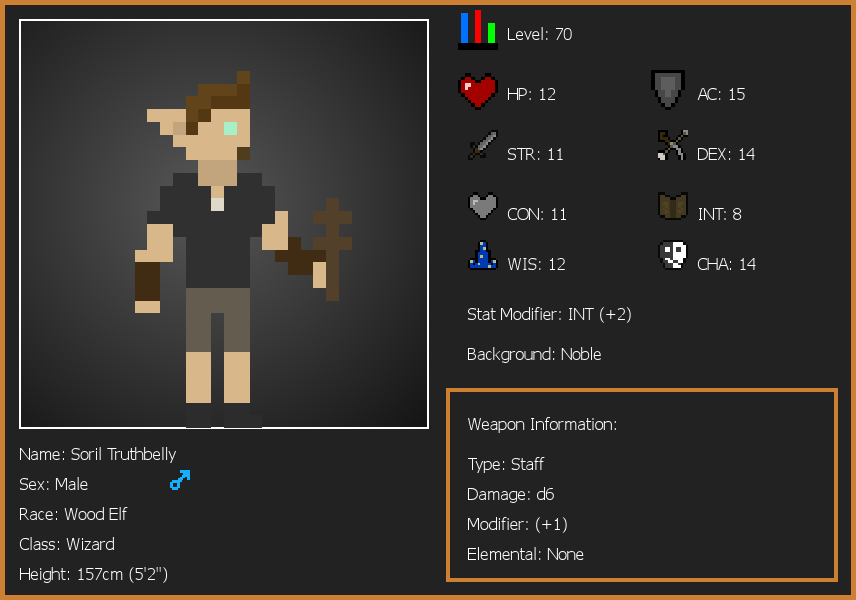 Level: 70
HP: 12
AC: 15
STR: 11
DEX: 14
CON: 11
INT: 8
WIS: 12
CHA: 14
Stat Modifier: INT (+2)
Background: Noble
Weapon Information:
Type: Staff
Damage: d6
Modifier: (+1)
Elemental: None
Name: Soril Truthbelly
Sex: Male
Race: Wood Elf
Class: Wizard
Height: 157cm (5'2")